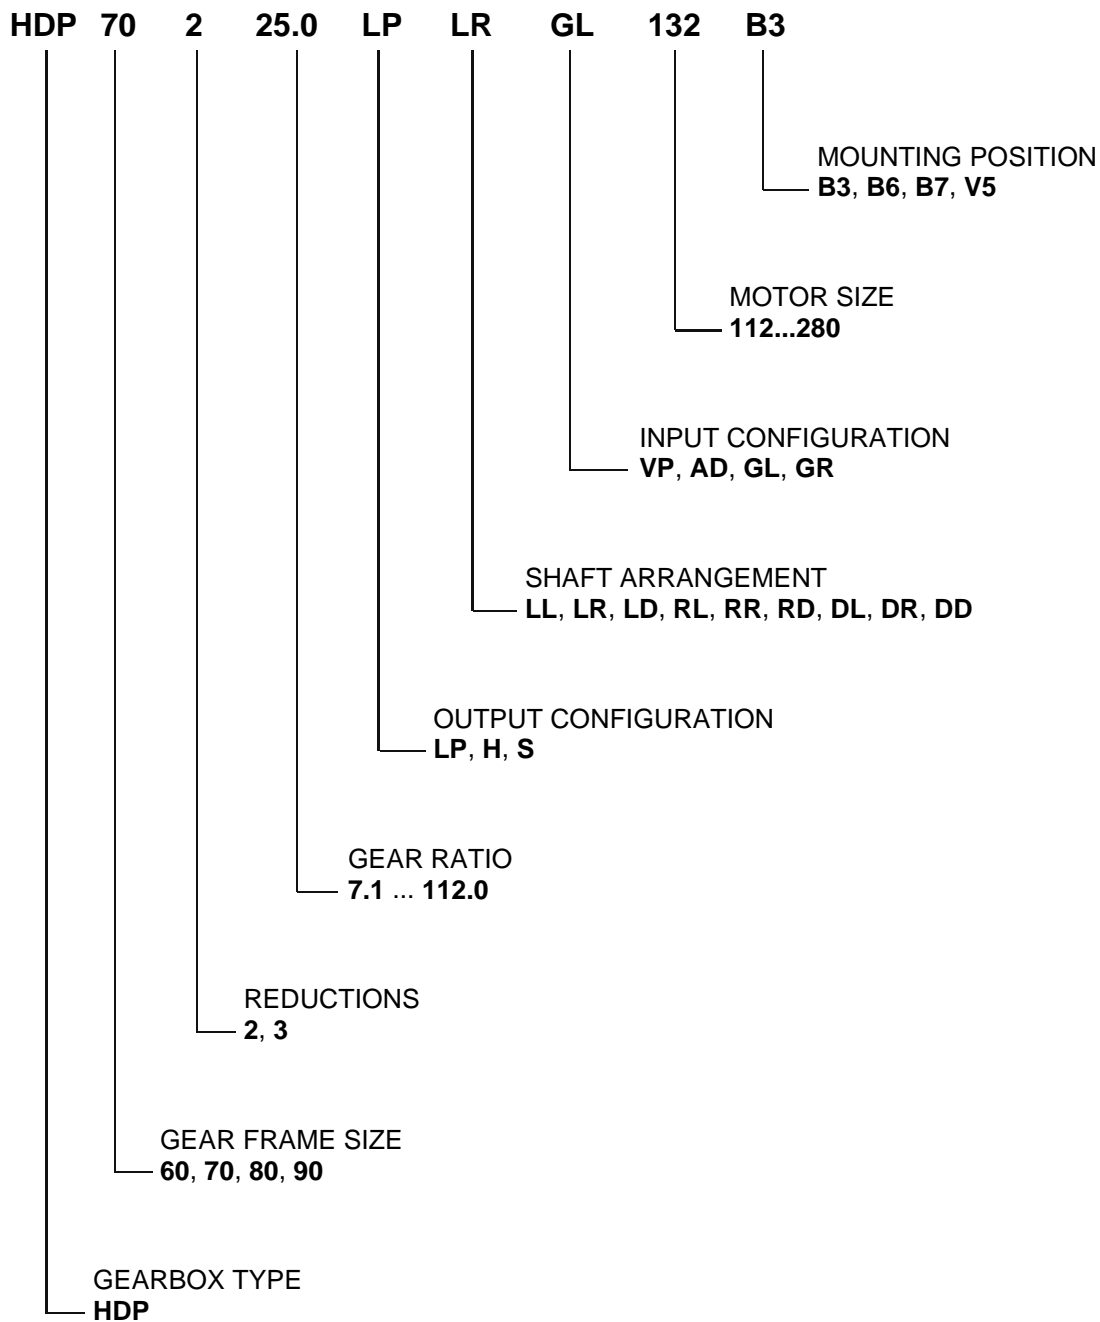 HDP 70 2 25.0 LP LR GL 132 B3
MOUNTING POSITION
B3, B6, B7, V5
MOTOR SIZE
112...280
INPUT CONFIGURATION
VP, AD, GL, GR
SHAFT ARRANGEMENT
LL, LR, LD, RL, RR, RD, DL, DR, DD
OUTPUT CONFIGURATION
LP, H, S
GEAR RATIO
7.1 ... 112.0
REDUCTIONS
2, 3
GEAR FRAME SIZE
60, 70, 80, 90
GEARBOX TYPE
HDP